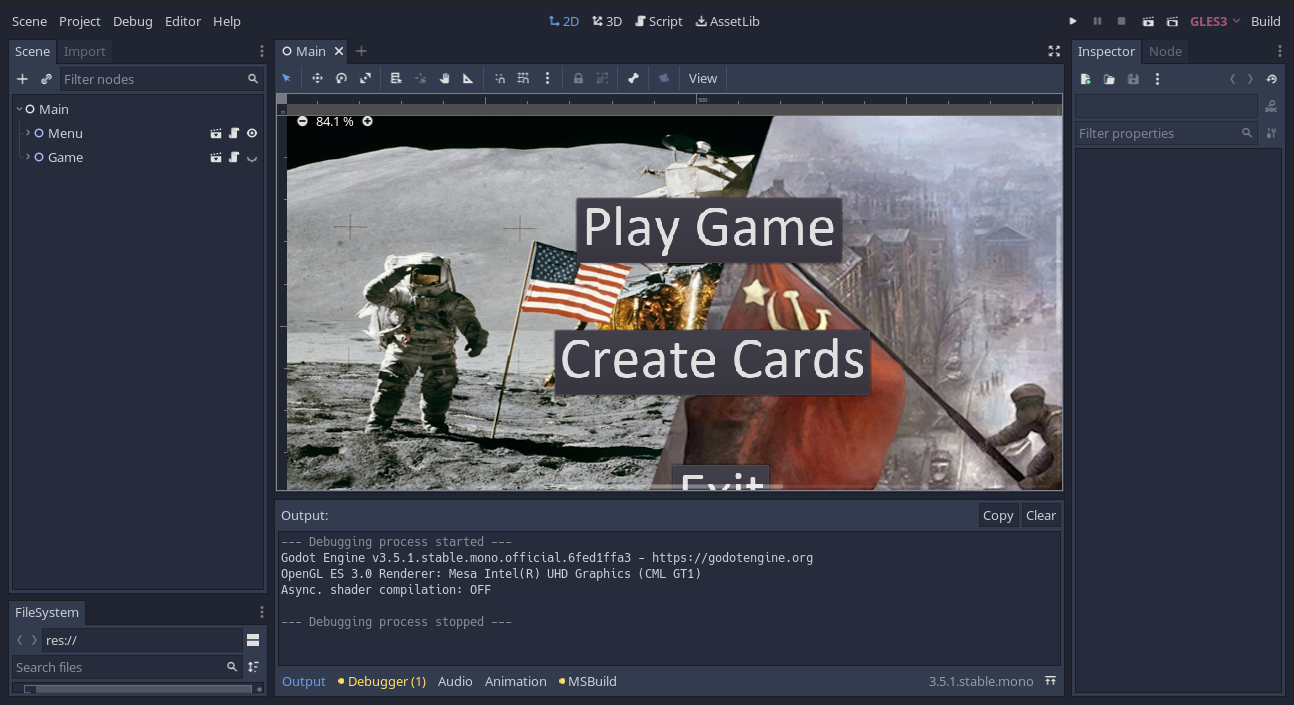 Scene Project Debug Editor Help
2D 3D Script AssetLib
GLES3 Build
Scene Import
Filter nodes
Main
Menu
Game
FileSystem
res://
Search files
Main
View
500
84.1 %
Play Game
Create Cards
Exit
Output:
Copy Clear
--- Debugging process started ---
Godot Engine v3.5.1.stable.mono.official.6fed1ffa3 - https://godotengine.org
OpenGL ES 3.0 Renderer: Mesa Intel(R) UHD Graphics (CML GT1)
Async. shader compilation: OFF
--- Debugging process stopped ---
Output Debugger (1) Audio Animation MSBuild
3.5.1.stable.mono
Inspector Node
Filter properties